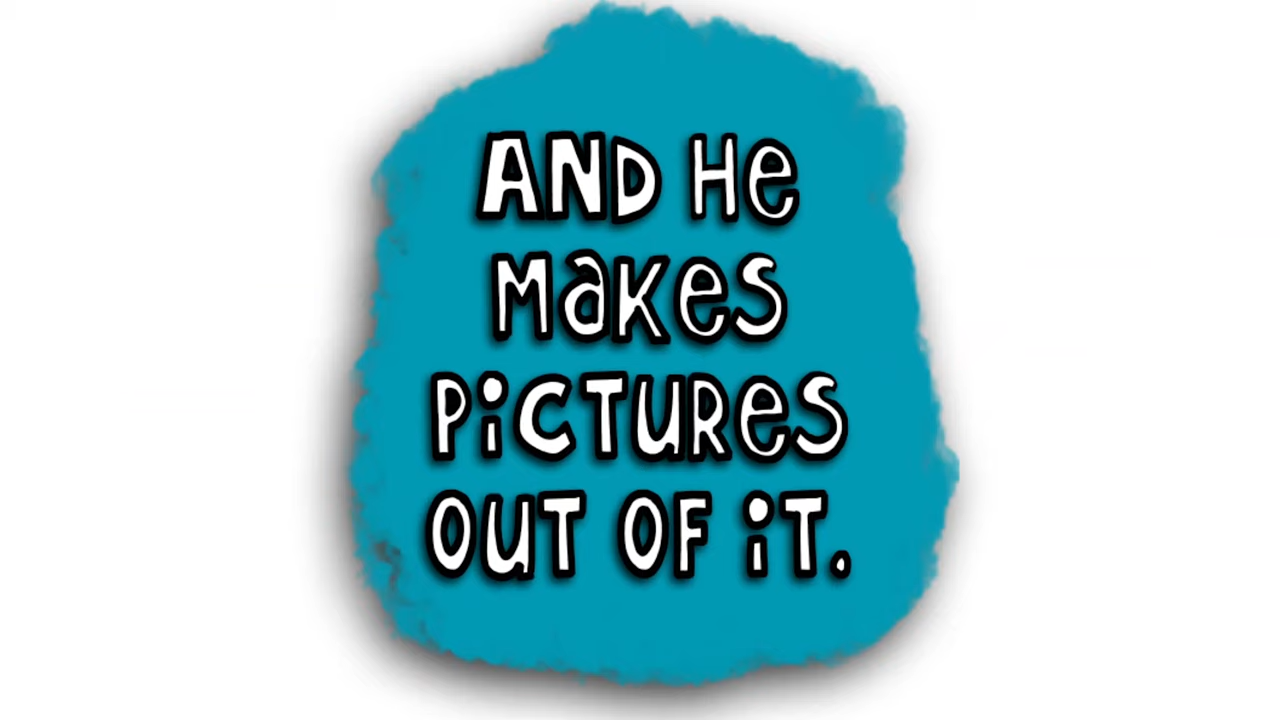 AND He
MaKes
PiCTuRes
OuT OF iT.